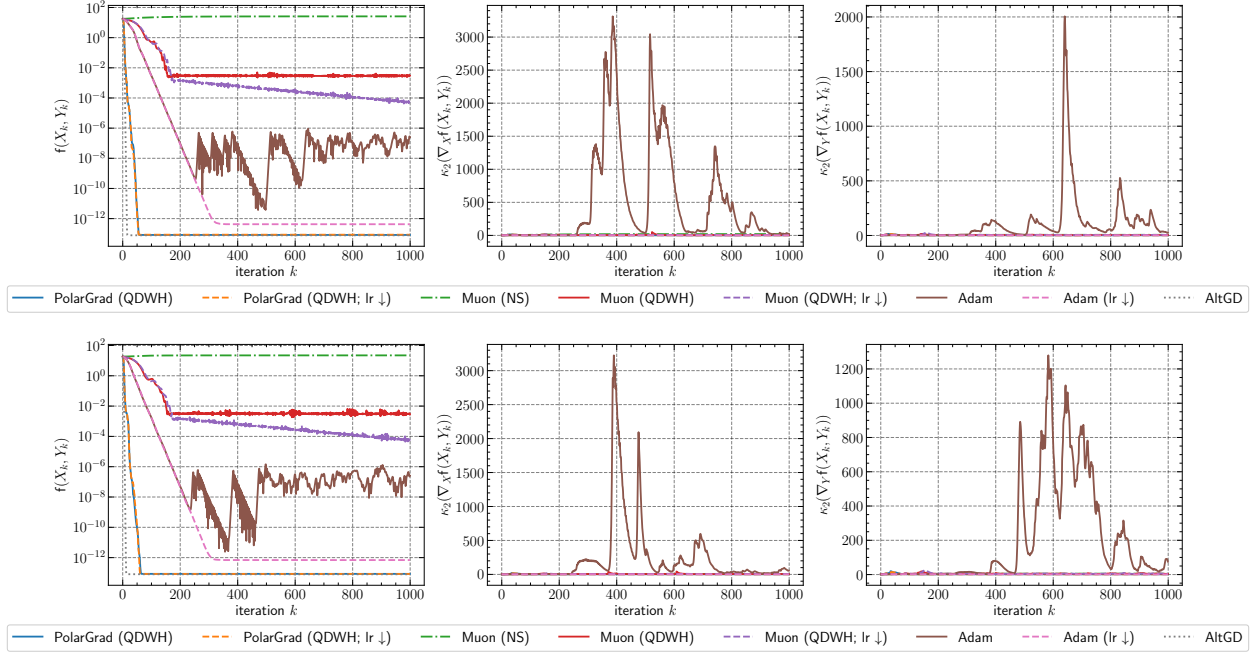 f(X_k, Y_k)
10^2
10^0
10^−2
10^−4
10^−6
10^−8
10^−10
10^−12
0 200 400 600 800 1000
iteration k
κ_2(∇_X f(X_k, Y_k))
3000
2500
2000
1500
1000
500
0
0 200 400 600 800 1000
iteration k
κ_2(∇_Y f(X_k, Y_k))
2000
1500
1000
500
0
0 200 400 600 800 1000
iteration k
PolarGrad (QDWH) PolarGrad (QDWH; lr ↓) Muon (NS) Muon (QDWH) Muon (QDWH; lr ↓) Adam Adam (lr ↓) AltGD
f(X_k, Y_k)
10^2
10^0
10^−2
10^−4
10^−6
10^−8
10^−10
10^−12
0 200 400 600 800 1000
iteration k
κ_2(∇_X f(X_k, Y_k))
3000
2500
2000
1500
1000
500
0
0 200 400 600 800 1000
iteration k
κ_2(∇_Y f(X_k, Y_k))
1200
1000
800
600
400
200
0
0 200 400 600 800 1000
iteration k
PolarGrad (QDWH) PolarGrad (QDWH; lr ↓) Muon (NS) Muon (QDWH) Muon (QDWH; lr ↓) Adam Adam (lr ↓) AltGD